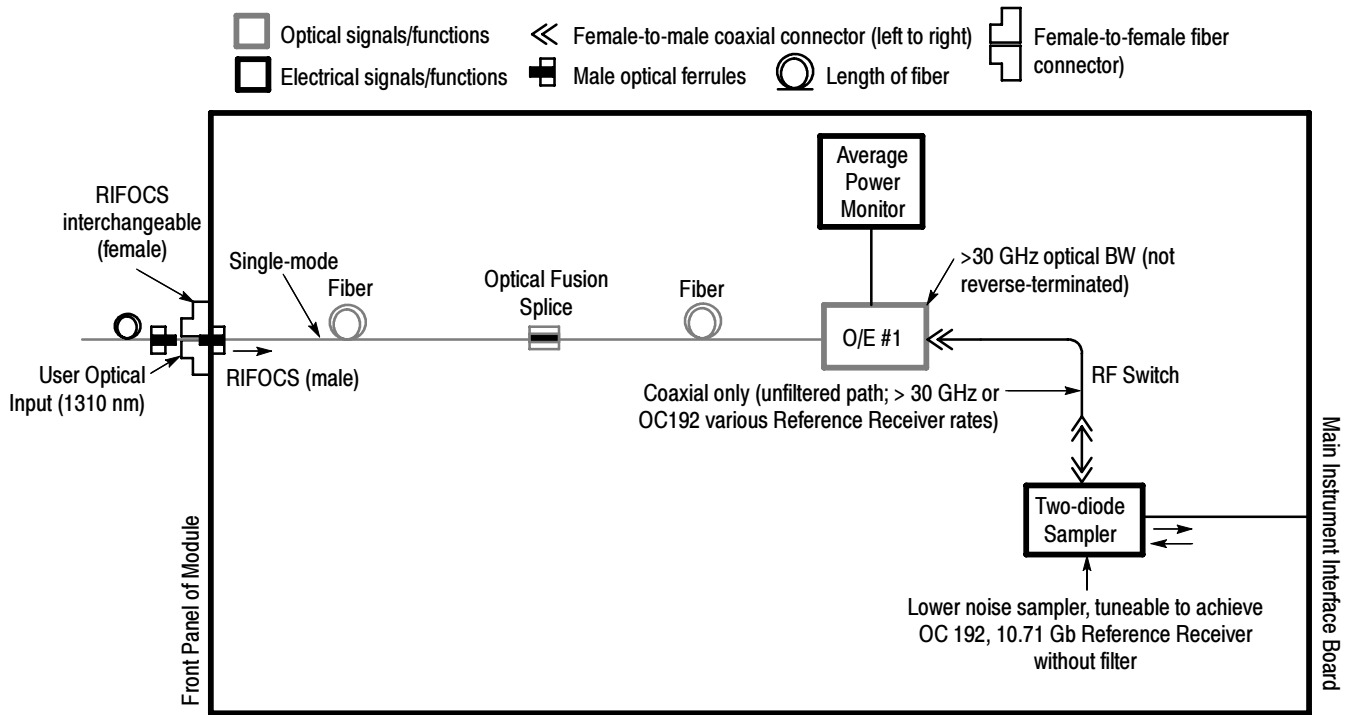 Optical signals/functions
Electrical signals/functions
Female-to-male coaxial connector (left to right)
Male optical ferrules
Length of fiber
Female-to-female fiber
connector)
Average
Power
Monitor
RIFOCS
interchangeable
(female)
Single-mode
Fiber
Optical Fusion
Splice
Fiber
>30 GHz optical BW (not
reverse-terminated)
O/E #1
User Optical
Input (1310 nm)
RIFOCS (male)
Coaxial only (unfiltered path; > 30 GHz or
OC192 various Reference Receiver rates)
RF Switch
Two-diode
Sampler
Lower noise sampler, tuneable to achieve
OC 192, 10.71 Gb Reference Receiver
without filter
Front Panel of Module
Main Instrument Interface Board